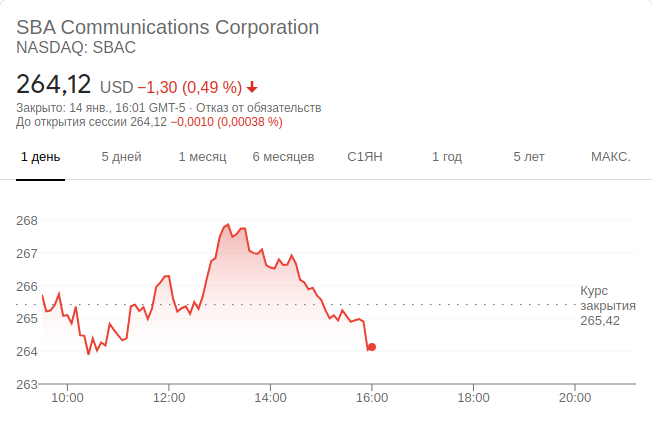 SBA Communications Corporation
NASDAQ: SBAC
264,12 USD −1,30 (0,49 %)
Закрыто: 14 янв., 16:01 GMT-5 · Отказ от обязательств
До открытия сессии 264,12 −0,0010 (0,00038 %)
1 день 5 дней 1 месяц 6 месяцев С1ЯН 1 год 5 лет МАКС.
268
267
266
265
264
263
Курс
закрытия
265,42
10:00 12:00 14:00 16:00 18:00 20:00